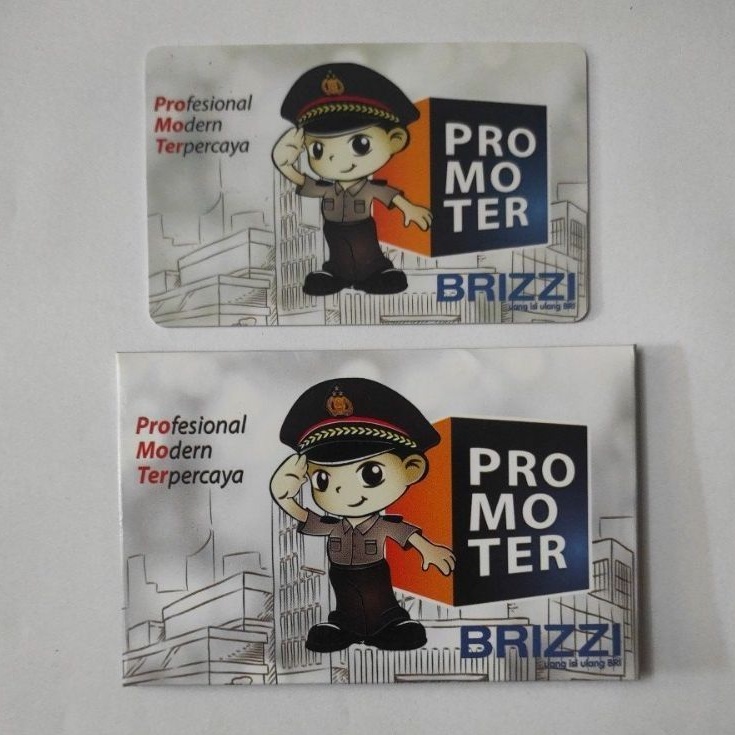 Profesional
Modern
Terpercaya
PRO
MO
TER
BRIZZI
uang isi ulang BRI
Profesional
Modern
Terpercaya
PRO
MO
TER
BRIZZI
uang isi ulang BRI